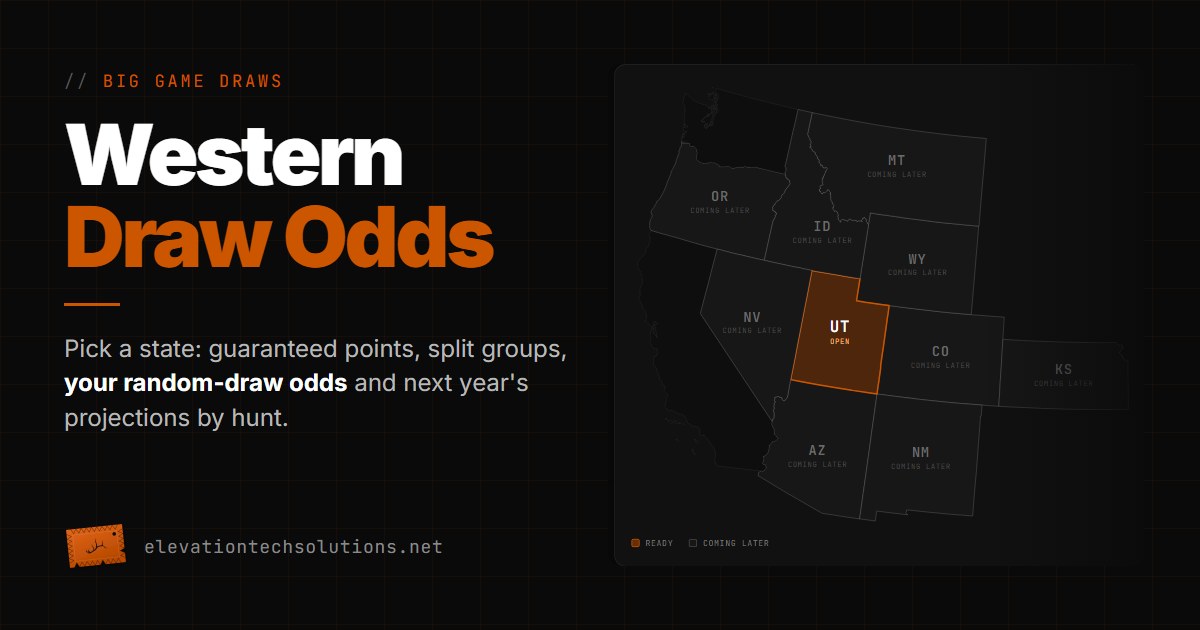 // BIG GAME DRAWS
Western
Draw Odds
Pick a state: guaranteed points, split groups,
your random-draw odds and next year's
projections by hunt.
elevationtechsolutions.net
MT
COMING LATER
OR
COMING LATER
ID
COMING LATER
WY
COMING LATER
NV
COMING LATER
UT
OPEN
CO
COMING LATER
KS
COMING LATER
AZ
COMING LATER
NM
COMING LATER
READY
COMING LATER